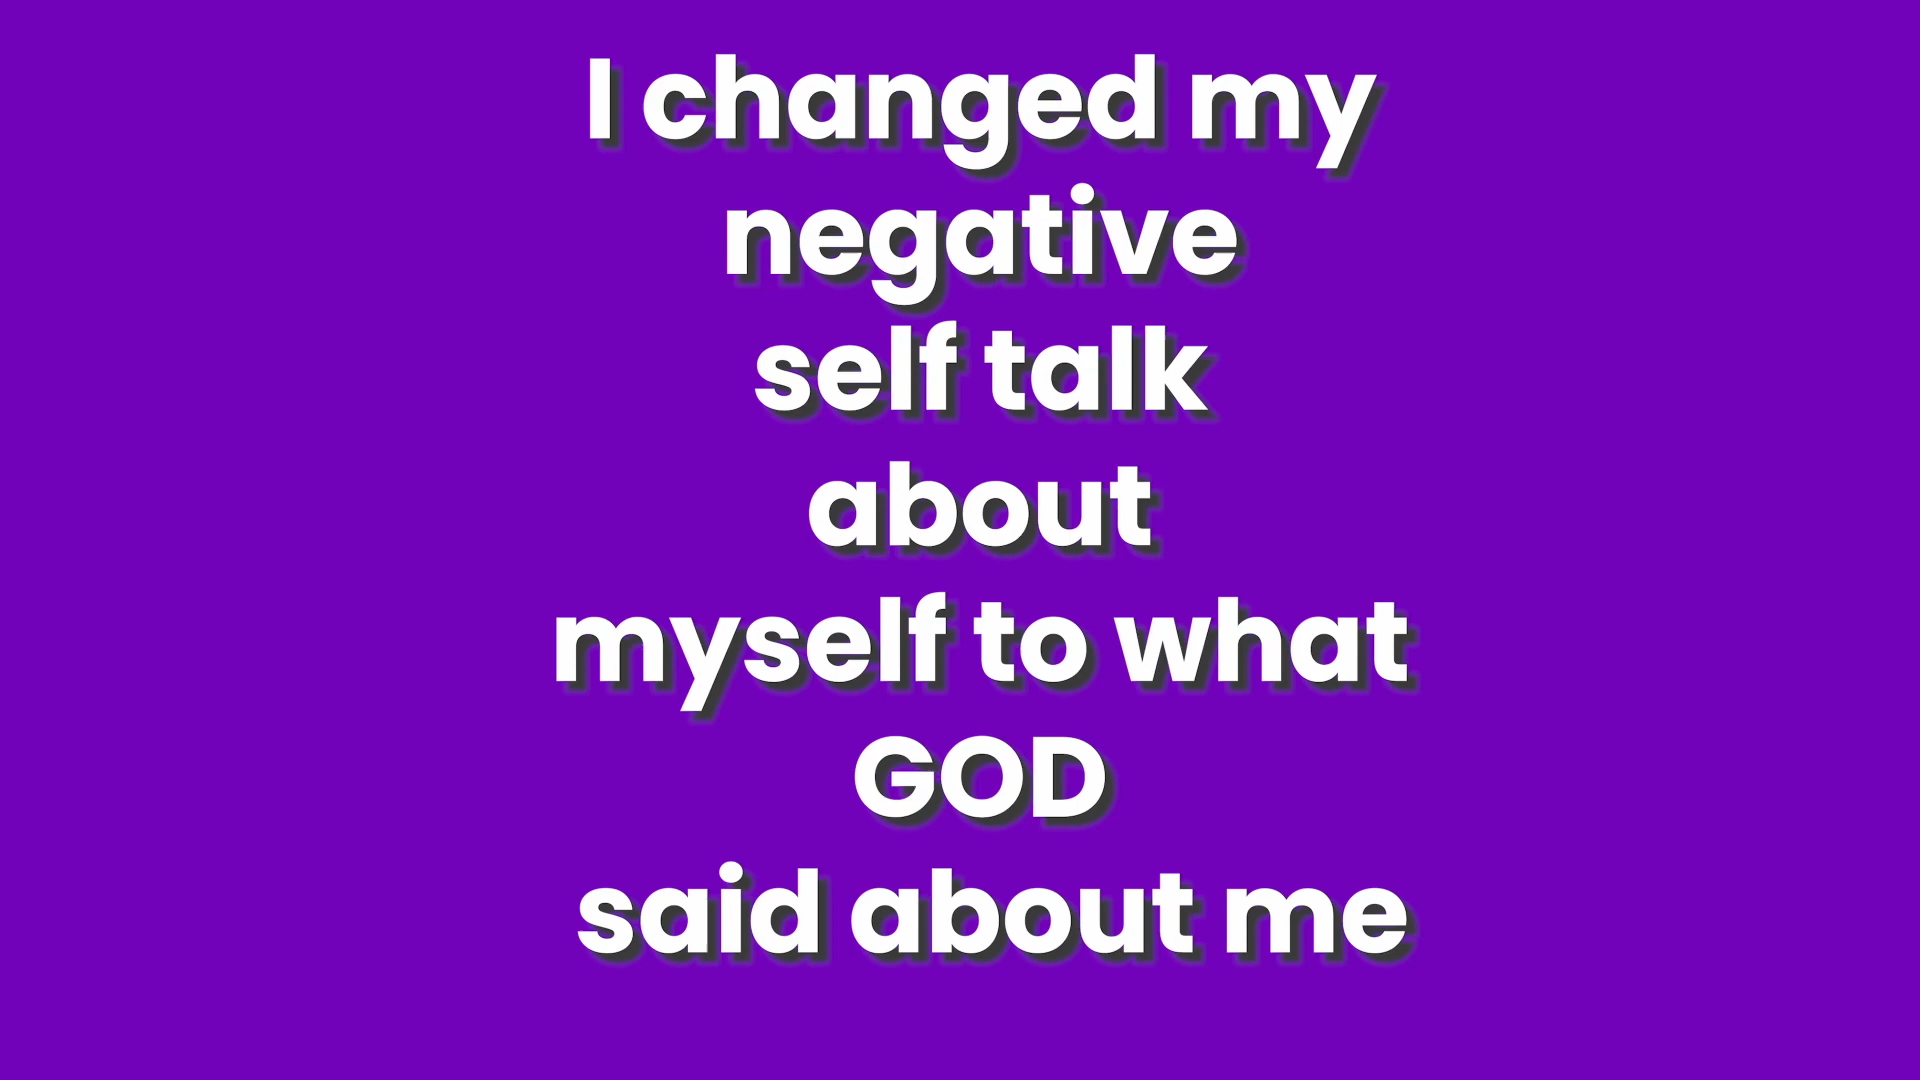 I changed my
negative
self talk
about
myself to what
GOD
said about me